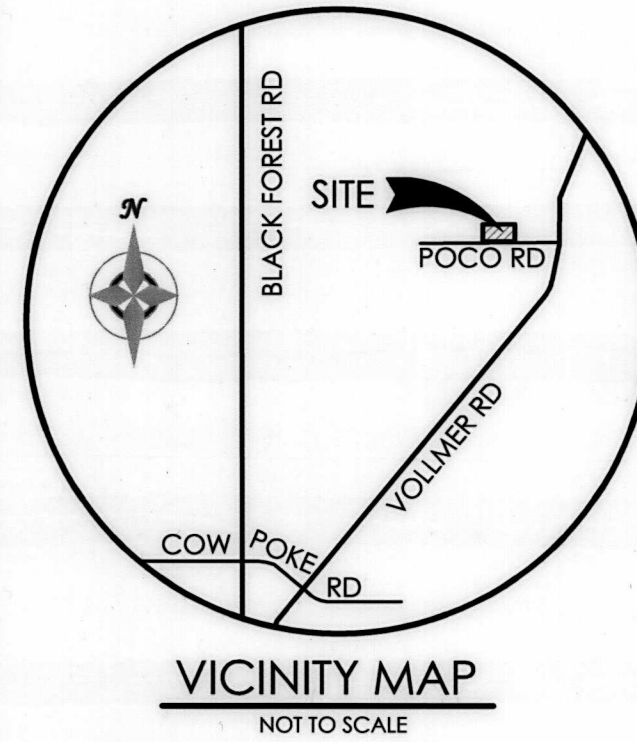 N
BLACK FOREST RD
SITE
POCO RD
VOLLMER RD
COW POKE RD
VICINITY MAP
NOT TO SCALE